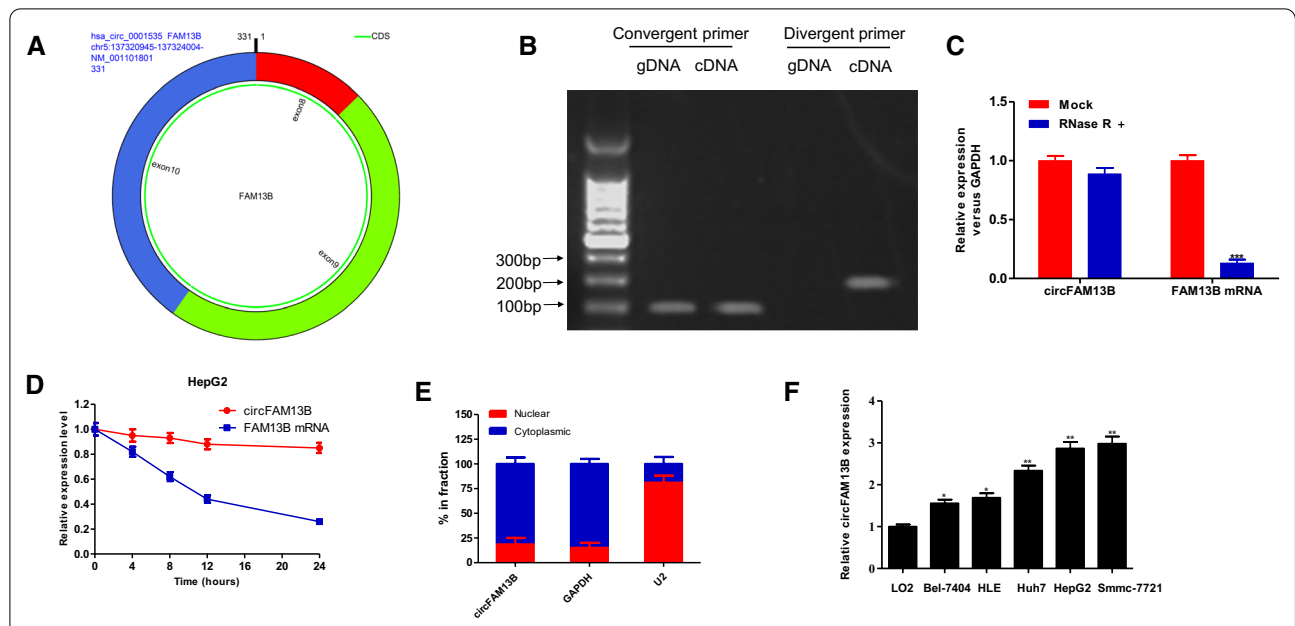 A
hsa_circ_0001535 FAM13B
chr5:137320945-137324004-
NM_001101801
331
331
1
CDS
exon8
exon10
FAM13B
exon9
B
Convergent primer
Divergent primer
gDNA
cDNA
gDNA
cDNA
300bp
200bp
100bp
C
Mock
RNase R +
Relative expression
versus GAPDH
1.5
1.0
0.5
0.0
***
circFAM13B
FAM13B mRNA
D
HepG2
circFAM13B
FAM13B mRNA
Relative expression level
1.2
1.0
0.8
0.6
0.4
0.2
0.0
0
4
8
12
16
20
24
Time (hours)
E
Nuclear
Cytoplasmic
% in fraction
150
125
100
75
50
25
0
circFAM13B
GAPDH
U2
F
Relative circFAM13B expression
4
3
2
1
0
*
*
**
**
**
LO2
Bel-7404
HLE
Huh7
HepG2
Smmc-7721